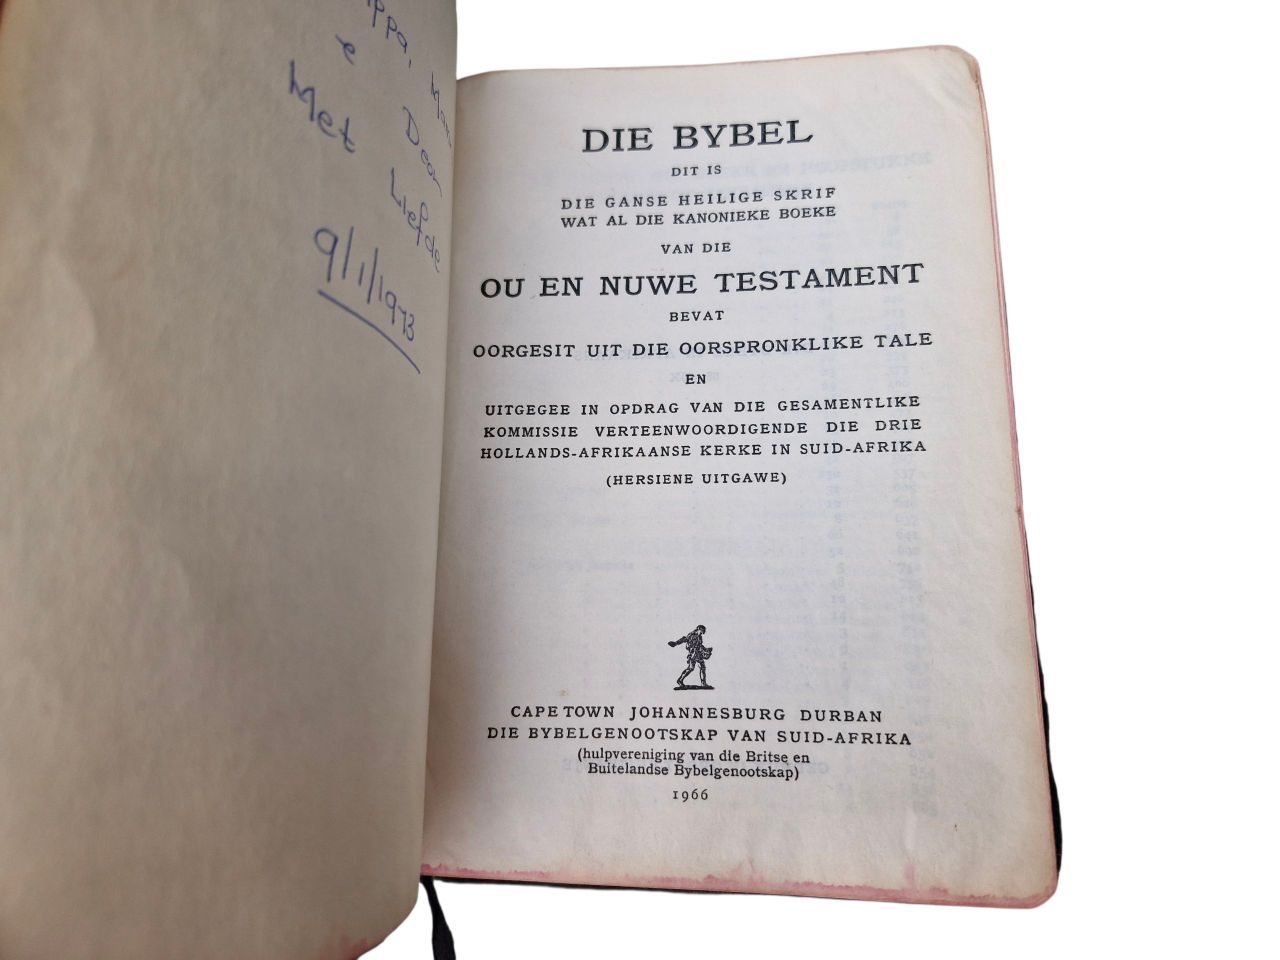 e
Met Liefde
9/1/1973
DIE BYBEL
DIT IS
DIE GANSE HEILIGE SKRIF
WAT AL DIE KANONIEKE BOEKE
VAN DIE
OU EN NUWE TESTAMENT
BEVAT
OORGESIT UIT DIE OORSPRONKLIKE TALE
EN
UITGEGEE IN OPDRAG VAN DIE GESAMENTLIKE
KOMMISSIE VERTEENWOORDIGENDE DIE DRIE
HOLLANDS-AFRIKAANSE KERKE IN SUID-AFRIKA
(HERSIENE UITGAWE)
CAPE TOWN JOHANNESBURG DURBAN
DIE BYBELGENOOTSKAP VAN SUID-AFRIKA
(hulpvereniging van die Britse en
Buitelandse Bybelgenootskap)
1966